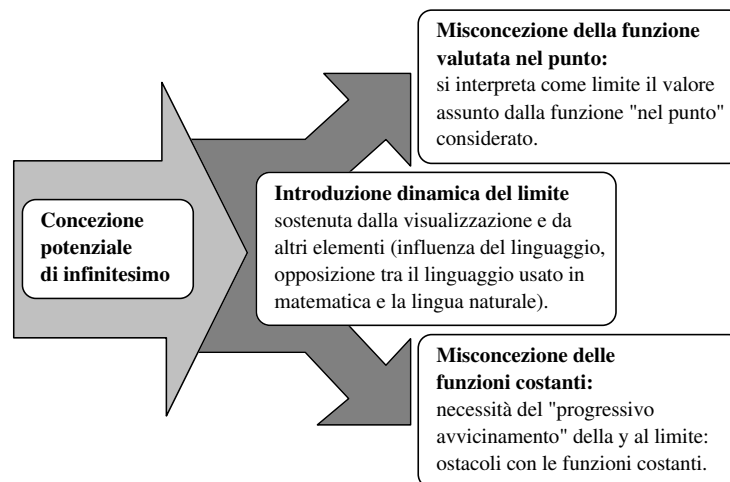 Misconcezione della funzione
valutata nel punto:
si interpreta come limite il valore
assunto dalla funzione "nel punto"
considerato.
Concezione
potenziale
di infinitesimo
Introduzione dinamica del limite
sostenuta dalla visualizzazione e da
altri elementi (influenza del linguaggio,
opposizione tra il linguaggio usato in
matematica e la lingua naturale).
Misconcezione delle
funzioni costanti:
necessità del "progressivo
avvicinamento" della y al limite:
ostacoli con le funzioni costanti.